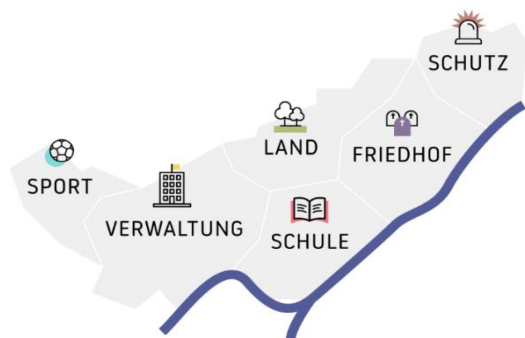 SCHUTZ
LAND
FRIEDHOF
SPORT
VERWALTUNG
SCHULE